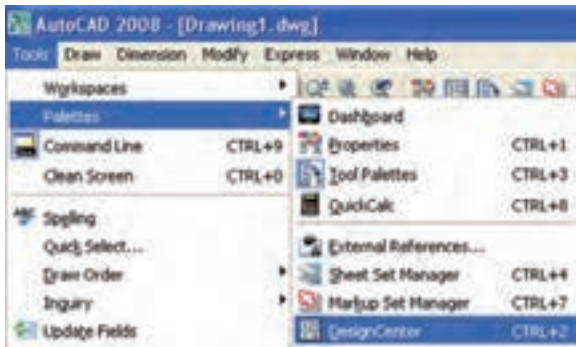 AutoCAD 2008 - [Drawing1.dwg]
Tools Draw Dimension Modify Express Window Help
Workspaces
Palettes
Command Line CTRL+9
Clean Screen CTRL+0
Spelling
Quick Select...
Draw Order
Inquiry
Update Fields
Dashboard
Properties CTRL+1
Tool Palettes CTRL+3
QuickCalc CTRL+8
External References...
Sheet Set Manager CTRL+4
Markup Set Manager CTRL+7
DesignCenter CTRL+2